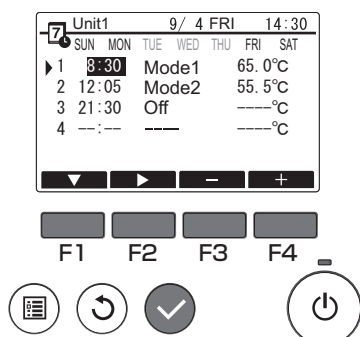 7 Unit1 9/ 4 FRI 14:30
SUN MON TUE WED THU FRI SAT
1 8:30 Mode1 65. 0°C
2 12:05 Mode2 55. 5°C
3 21:30 Off ----°C
4 --:-- ---- ----°C
− +
F1 F2 F3 F4